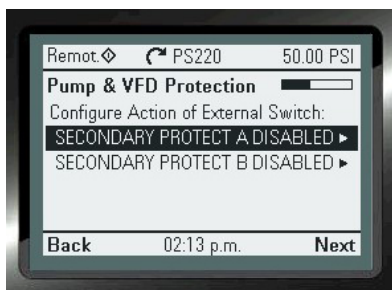 Remot. PS220 50.00 PSI
Pump & VFD Protection
Configure Action of External Switch:
SECONDARY PROTECT A DISABLED ►
SECONDARY PROTECT B DISABLED ►
Back 02:13 p.m. Next